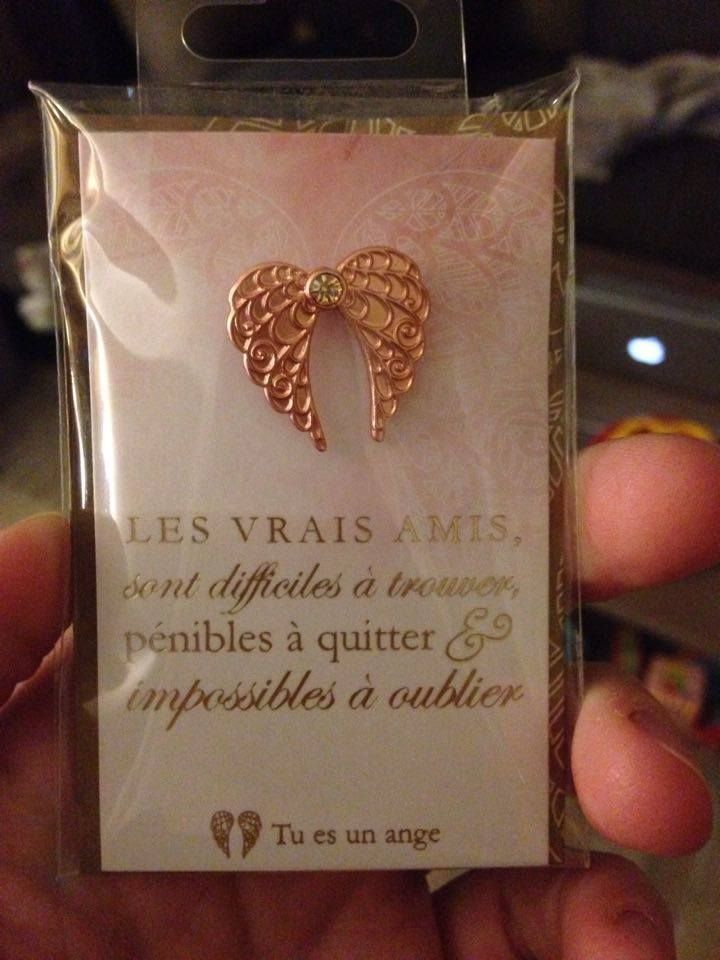 LES VRAIS AMIS,
sont difficiles à trouver,
pénibles à quitter &
impossibles à oublier
Tu es un ange